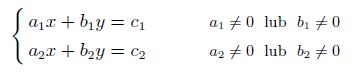 a₁x + b₁y = c₁ a₁ ≠ 0 lub b₁ ≠ 0
a₂x + b₂y = c₂ a₂ ≠ 0 lub b₂ ≠ 0